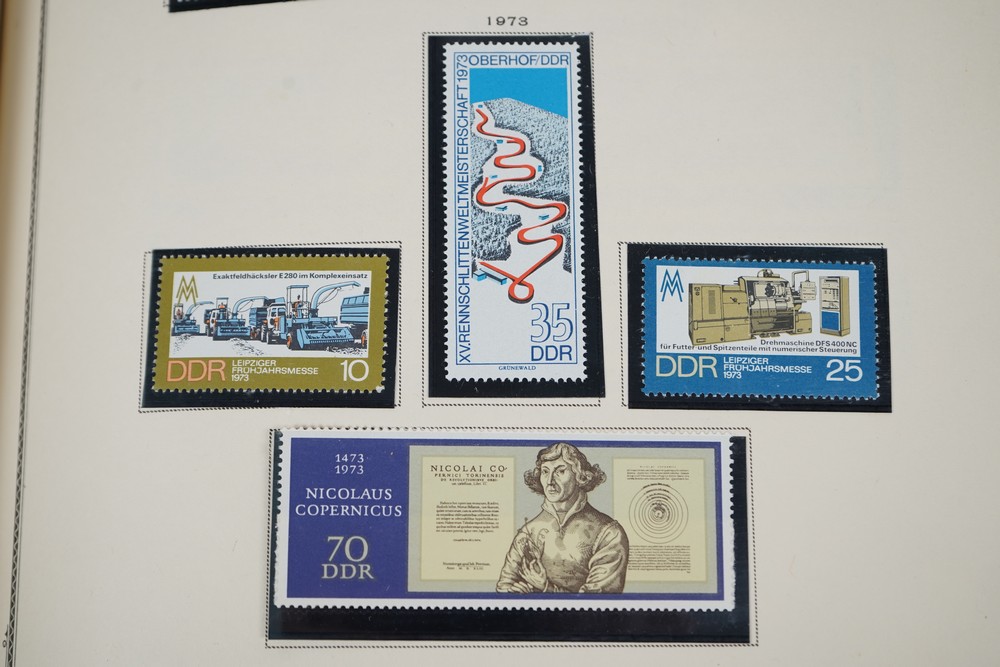 1973
XV. RENNSCHLITTENWELTMEISTERSCHAFT 1973
OBERHOF/DDR
35
DDR
GRÜNEWALD
Exaktfeldhäcksler E 280 im Komplexeinsatz
MM
DDR
LEIPZIGER
FRÜHJAHRSMESSE
1973
10
MM
Drehmaschine DFS 400 NC
für Futter- und Spitzenteile mit numerischer Steuerung
DDR
LEIPZIGER
FRÜHJAHRSMESSE
1973
25
1473
1973
NICOLAUS
COPERNICUS
70
DDR
NICOLAI CO-
PERNICI TORINENSIS